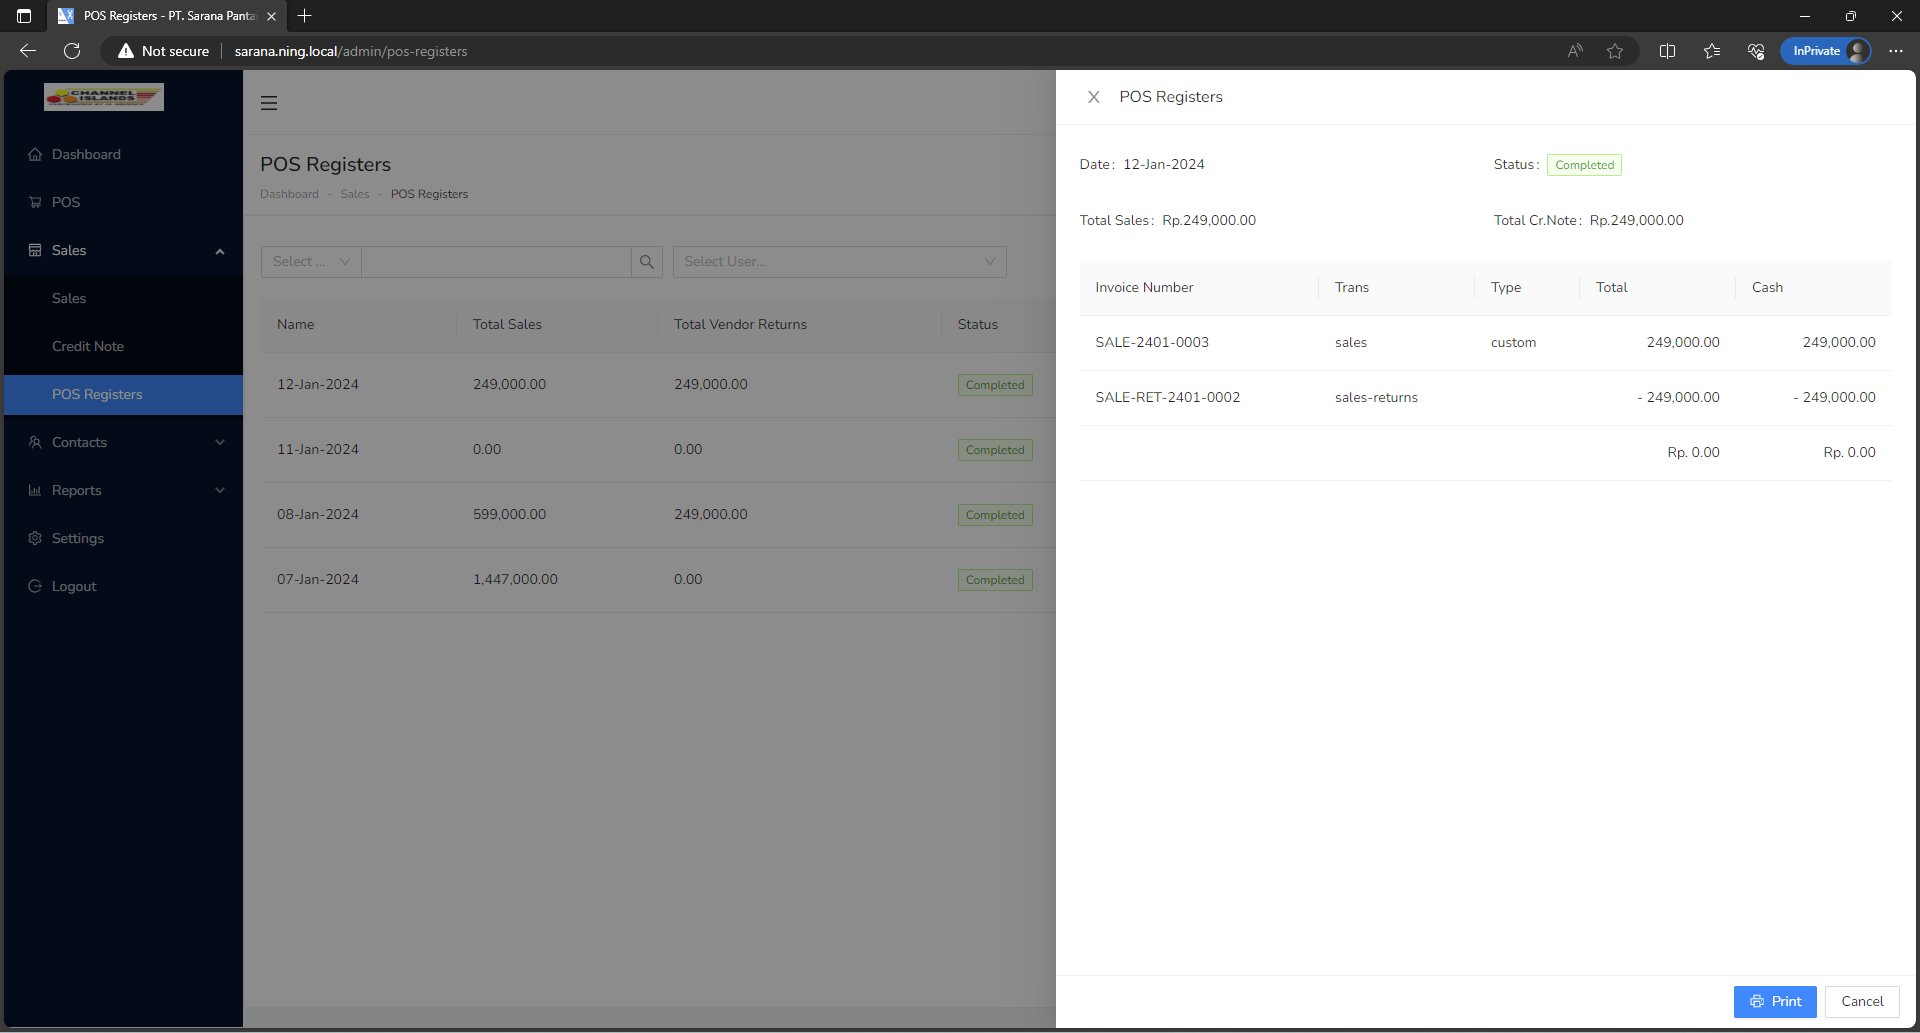 POS Registers - PT. Sarana Pantai
Not secure
sarana.ning.local/admin/pos-registers
InPrivate
CHANNEL
ISLANDS
Dashboard
POS
Sales
Sales
Credit Note
POS Registers
Contacts
Reports
Settings
Logout
POS Registers
Dashboard - Sales - POS Registers
Select ...
Select User...
Name Total Sales Total Vendor Returns Status
12-Jan-2024 249,000.00 249,000.00 Completed
11-Jan-2024 0.00 0.00 Completed
08-Jan-2024 599,000.00 249,000.00 Completed
07-Jan-2024 1,447,000.00 0.00 Completed
POS Registers
Date: 12-Jan-2024 Status: Completed
Total Sales: Rp.249,000.00 Total Cr.Note: Rp.249,000.00
Invoice Number Trans Type Total Cash
SALE-2401-0003 sales custom 249,000.00 249,000.00
SALE-RET-2401-0002 sales-returns - 249,000.00 - 249,000.00
Rp. 0.00 Rp. 0.00
Print Cancel